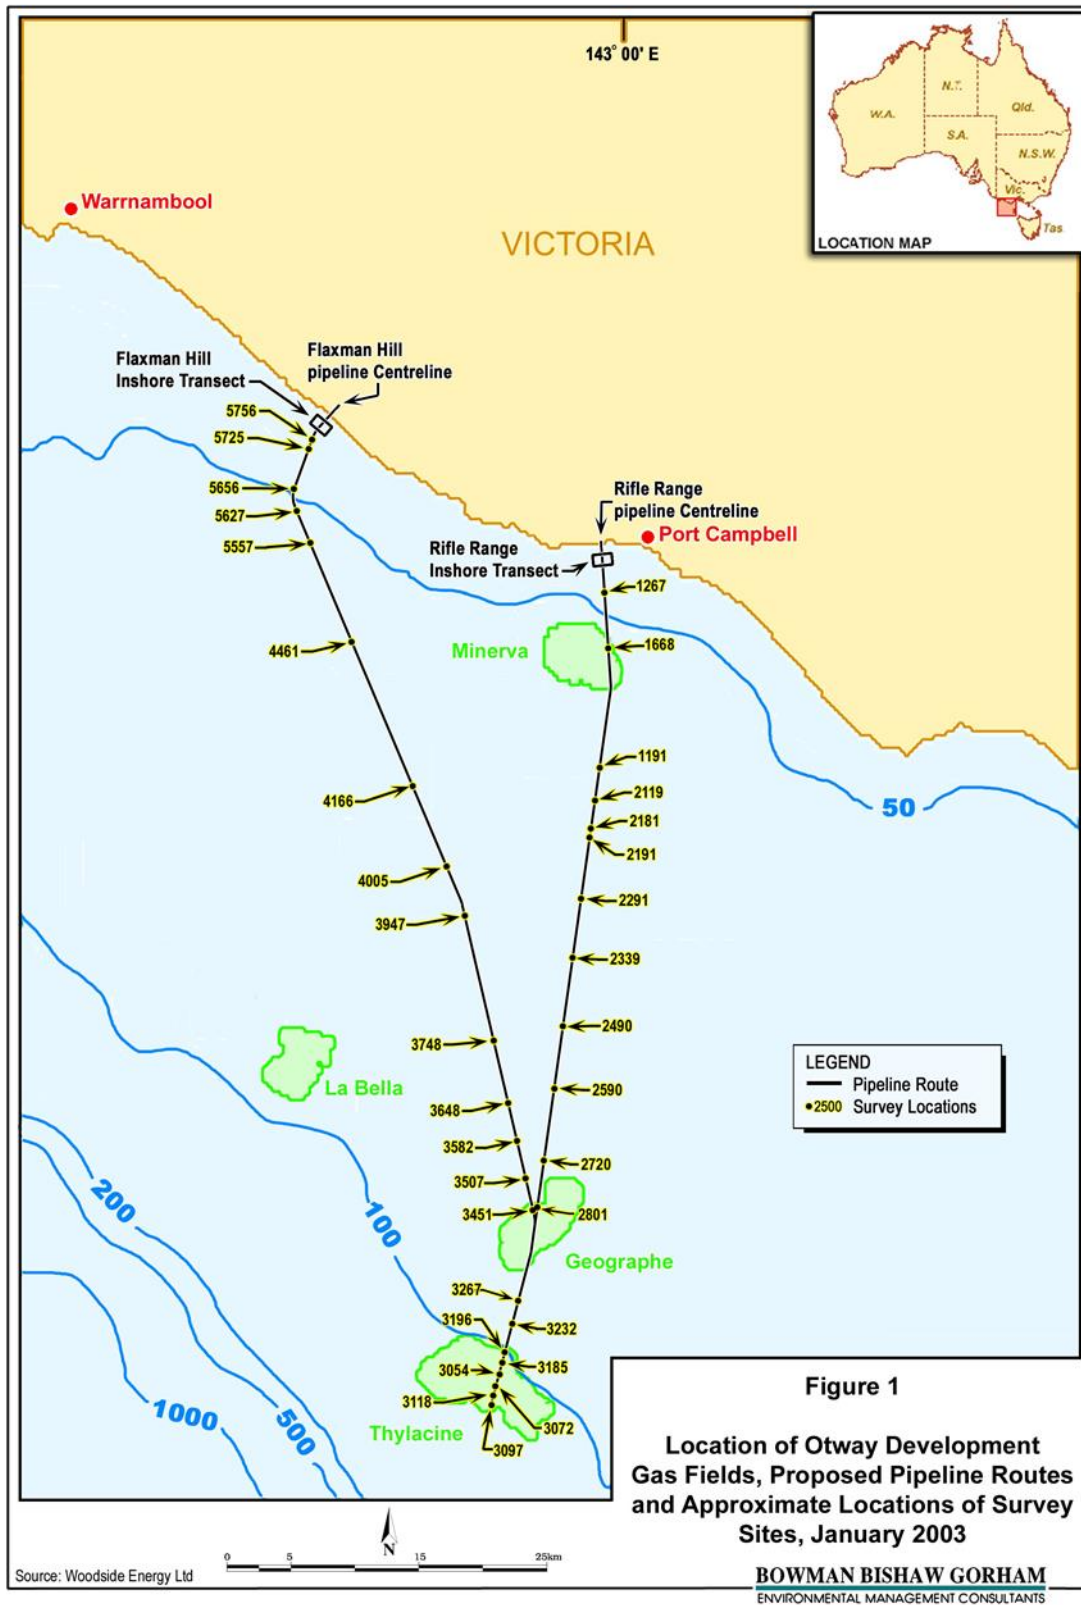 143° 00' E
W.A.
N.T.
Qld.
S.A.
N.S.W.
Vic.
Tas
LOCATION MAP
Warrnambool
VICTORIA
Flaxman Hill
Inshore Transect
Flaxman Hill
pipeline Centreline
5756
5725
5656
5627
5557
Rifle Range
pipeline Centreline
Port Campbell
Rifle Range
Inshore Transect
1267
4461
Minerva
1668
1191
4166
2119
50
2181
2191
4005
2291
3947
2339
2490
3748
LEGEND
Pipeline Route
2500 Survey Locations
La Bella
2590
3648
3582
2720
3507
3451
2801
200
100
Geographe
3267
3196
3232
3185
3054
3118
3072
Thylacine
3097
1000
500
Figure 1
Location of Otway Development
Gas Fields, Proposed Pipeline Routes
and Approximate Locations of Survey
Sites, January 2003
N
0 5 15 25km
Source: Woodside Energy Ltd
BOWMAN BISHAW GORHAM
ENVIRONMENTAL MANAGEMENT CONSULTANTS